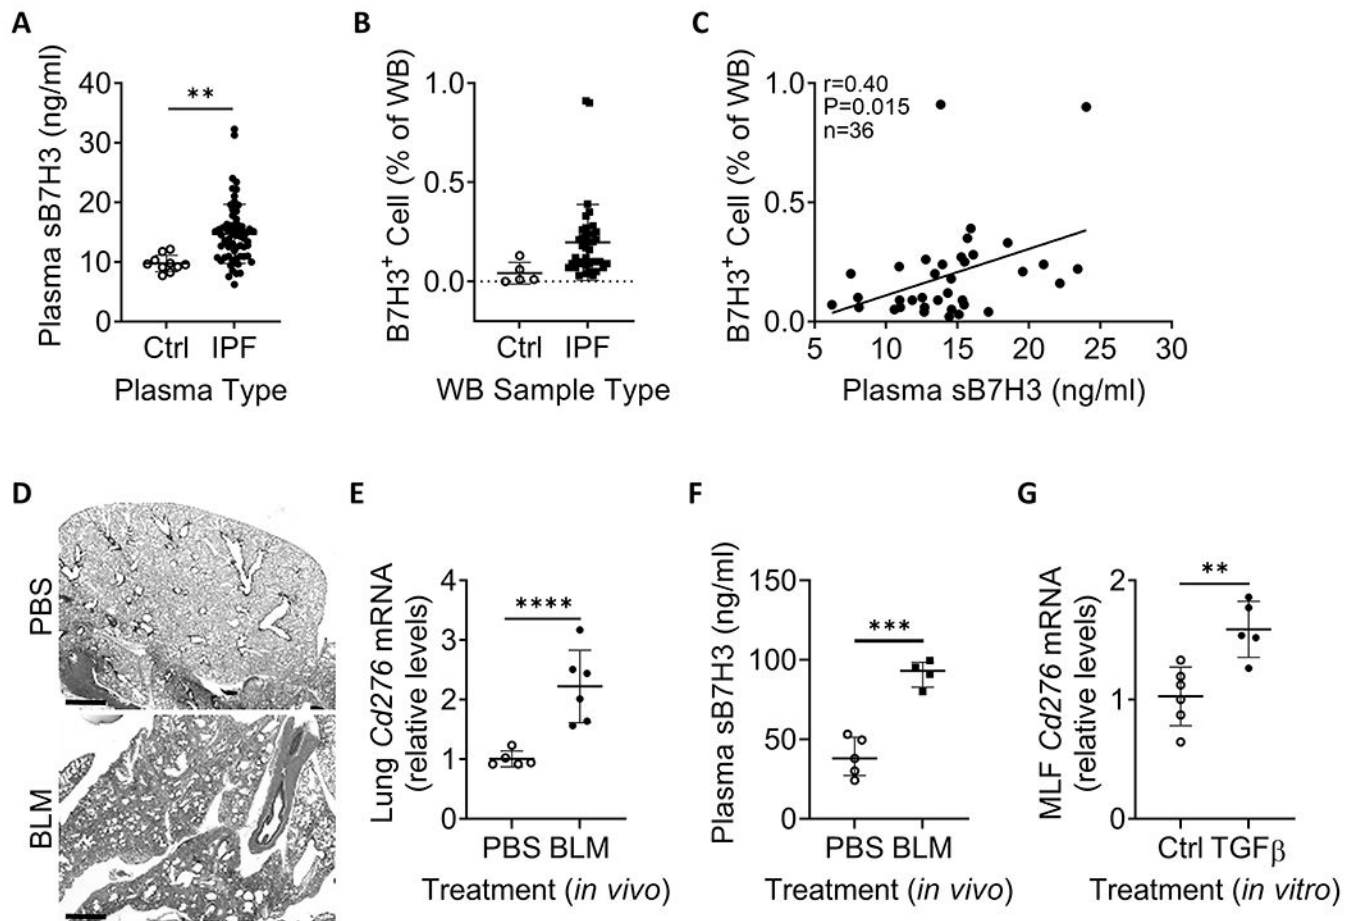 A
Plasma sB7H3 (ng/ml)
40
30
20
10
0
**
Ctrl IPF
Plasma Type
B
B7H3+ Cell (% of WB)
1.0
0.5
0.0
Ctrl IPF
WB Sample Type
C
B7H3+ Cell (% of WB)
1.0
0.5
0.0
r=0.40
P=0.015
n=36
5 10 15 20 25 30
Plasma sB7H3 (ng/ml)
D
PBS
BLM
E
Lung Cd276 mRNA
(relative levels)
4
3
2
1
0
****
PBS BLM
Treatment (in vivo)
F
Plasma sB7H3 (ng/ml)
150
100
50
0
***
PBS BLM
Treatment (in vivo)
G
MLF Cd276 mRNA
(relative levels)
2
1
0
**
Ctrl TGFβ
Treatment (in vitro)